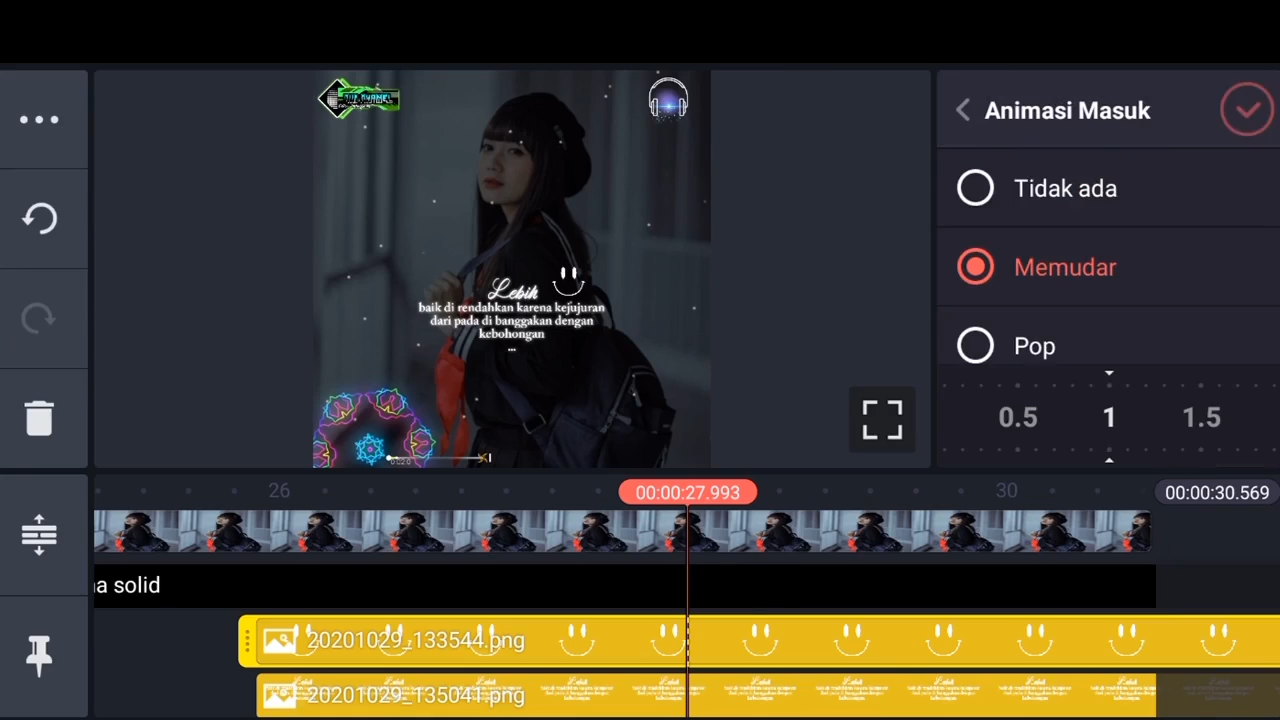 Animasi Masuk
Tidak ada
Memudar
Pop
0.5 1 1.5
Lebih
baik di rendahkan karena kejujuran
dari pada di banggakan dengan
kebohongan
...
26
00:00:27.993
30
00:00:30.569
na solid
20201029_133544.png
20201029_135041.png